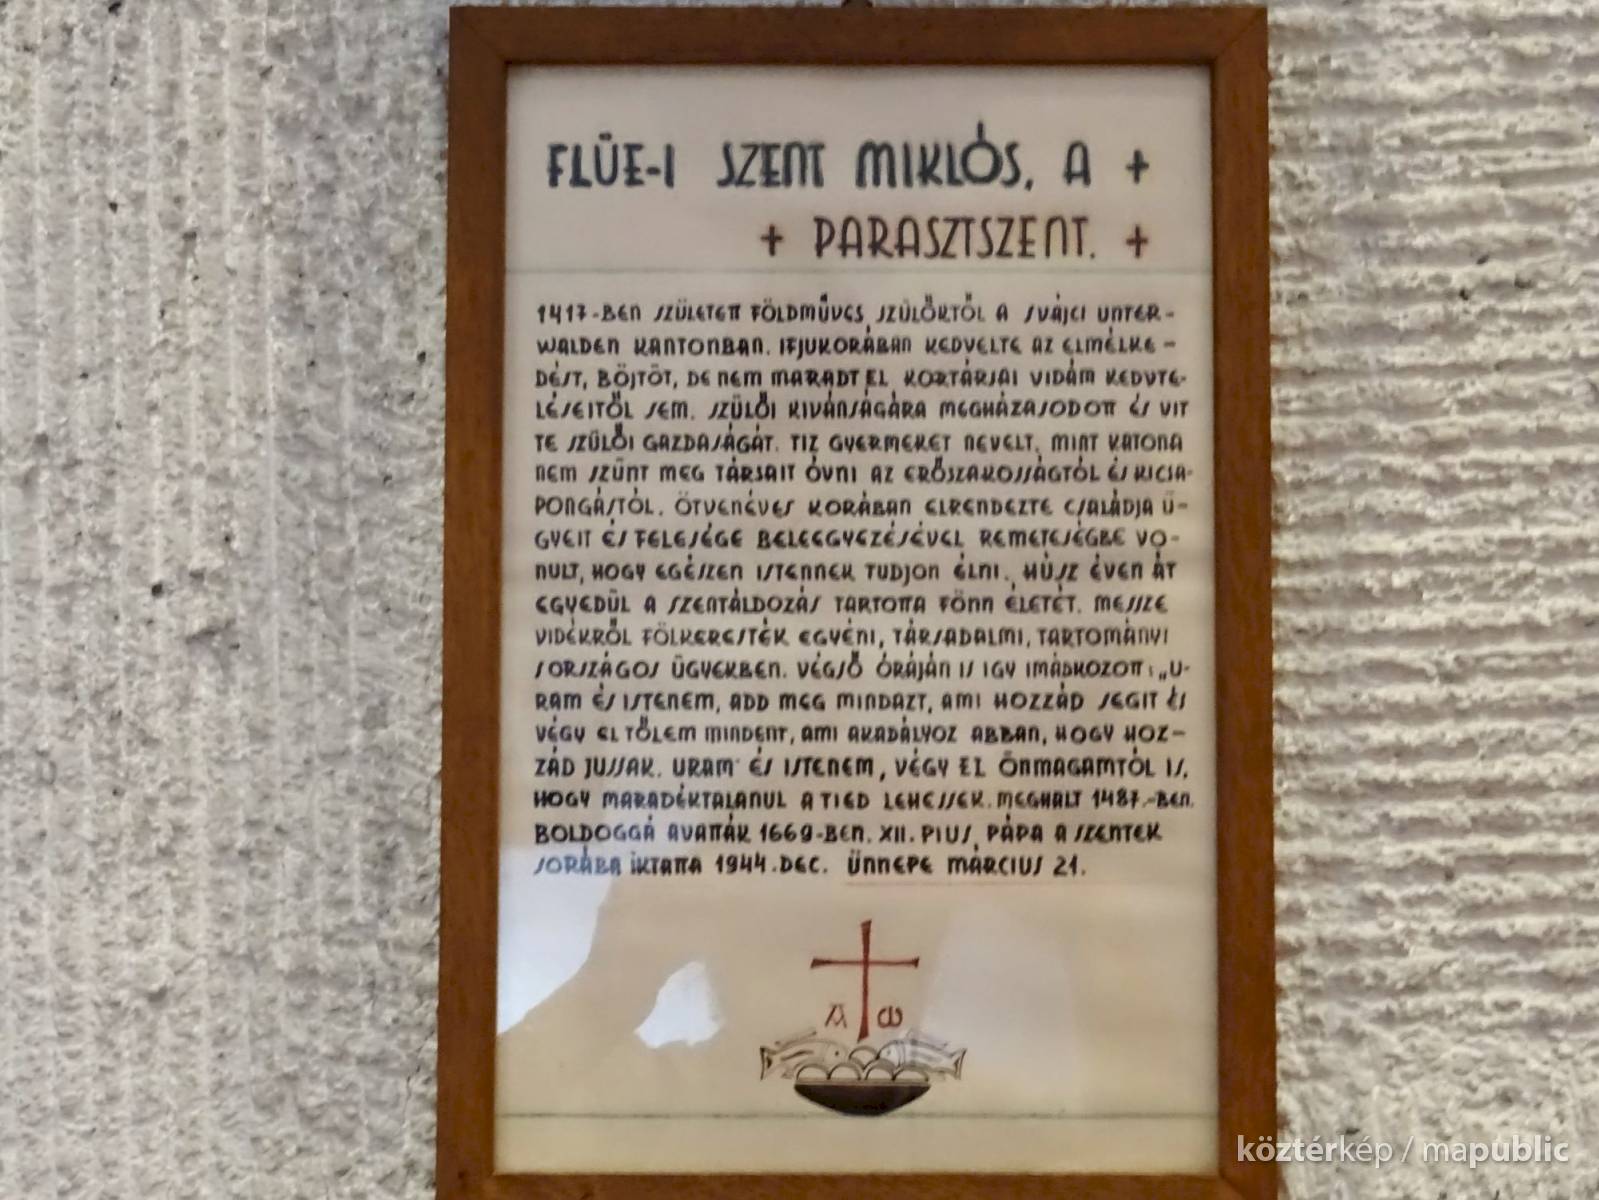 FLÜE-I SZENT MIKLÓS, A +
+ PARASZTSZENT. +
1417-BEN SZÜLETETT FÖLDMŰVES SZÜLŐKTŐL A SVÁJCI UNTER-
WALDEN KANTONBAN. IFJUKORÁBAN KEDVELTE AZ ELMÉLKE-
DÉST, BÖJTÖT, DE NEM MARADT EL KORTÁRSAI VIDÁM KEDVTE-
LÉSEITŐL SEM. SZÜLŐI KIVÁNSÁGÁRA MEGHÁZASODOTT ÉS VIT
TE SZÜLŐI GAZDASÁGÁT. TIZ GYERMEKET NEVELT. MINT KATONA
NEM SZÜNT MEG TÁRSAIT ÓVNI AZ ERŐSZAKOSSÁGTÓL ÉS KICSA-
PONGÁSTÓL. ÖTVENÉVES KORÁBAN ELRENDEZTE CSALÁDJA Ü-
GYEIT ÉS FELESÉGE BELEEGYEZÉSÉVEL REMETESÉGBE VO-
NULT, HOGY EGÉSZEN ISTENNEK TUDJON ÉLNI. HÚSZ ÉVEN ÁT
EGYEDÜL A SZENTÁLDOZÁS TARTOTTA FÖNN ÉLETÉT. MESSZE
VIDÉKRŐL FÖLKERESTÉK EGYÉNI, TÁRSADALMI, TARTOMÁNYI
S ORSZÁGOS ÜGYEKBEN. VÉGSŐ ÓRÁJÁN IS IGY IMÁDKOZOTT: „U-
RAM ÉS ISTENEM, ADD MEG MINDAZT, AMI HOZZÁD SEGIT ÉS
VÉGY EL TŐLEM MINDENT, AMI AKADÁLYOZ ABBAN, HOGY HOZ-
ZÁD JUSSAK. URAM ÉS ISTENEM, VÉGY EL ÖNMAGAMTÓL IS,
HOGY MARADÉKTALANUL A TIED LEHESSEK. MEGHALT 1487.-BEN.
BOLDOGGÁ AVATTÁK 1669-BEN. XII. PIUS, PÁPA A SZENTEK
SORÁBA IKTATTA 1944. DEC. ÜNNEPE MÁRCIUS 21.
A ω
köztérkép / mapublic